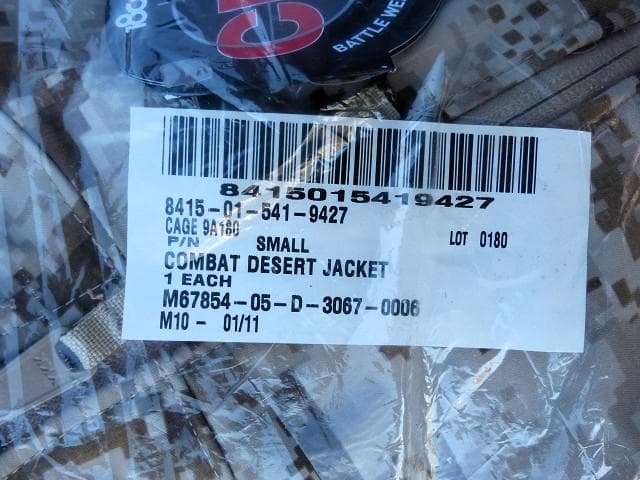 BATTLE WE
8415015419427
8415-01-541-9427
CAGE 9A180
P/N SMALL LOT 0180
COMBAT DESERT JACKET
1 EACH
M67854-05-D-3067-0006
M10 - 01/11